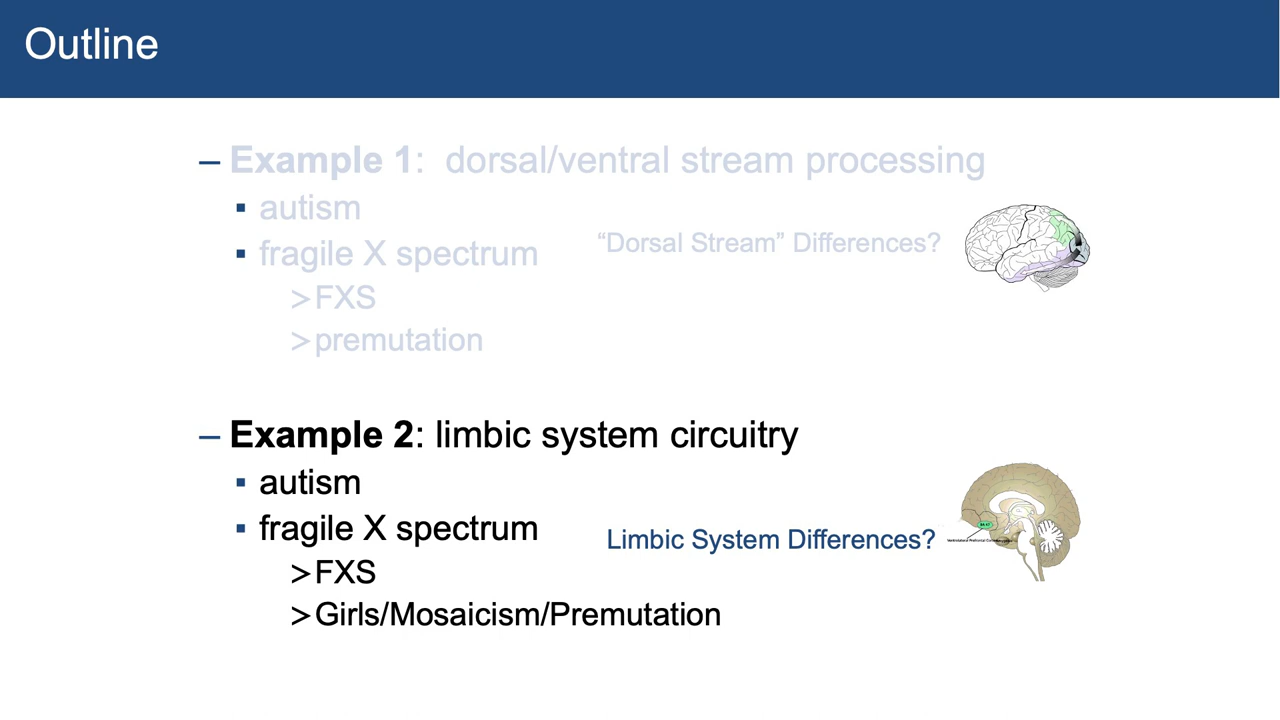 Outline
– Example 1: dorsal/ventral stream processing
▪ autism
▪ fragile X spectrum
“Dorsal Stream” Differences?
>FXS
>premutation
– Example 2: limbic system circuitry
▪ autism
▪ fragile X spectrum
Limbic System Differences?
>FXS
>Girls/Mosaicism/Premutation